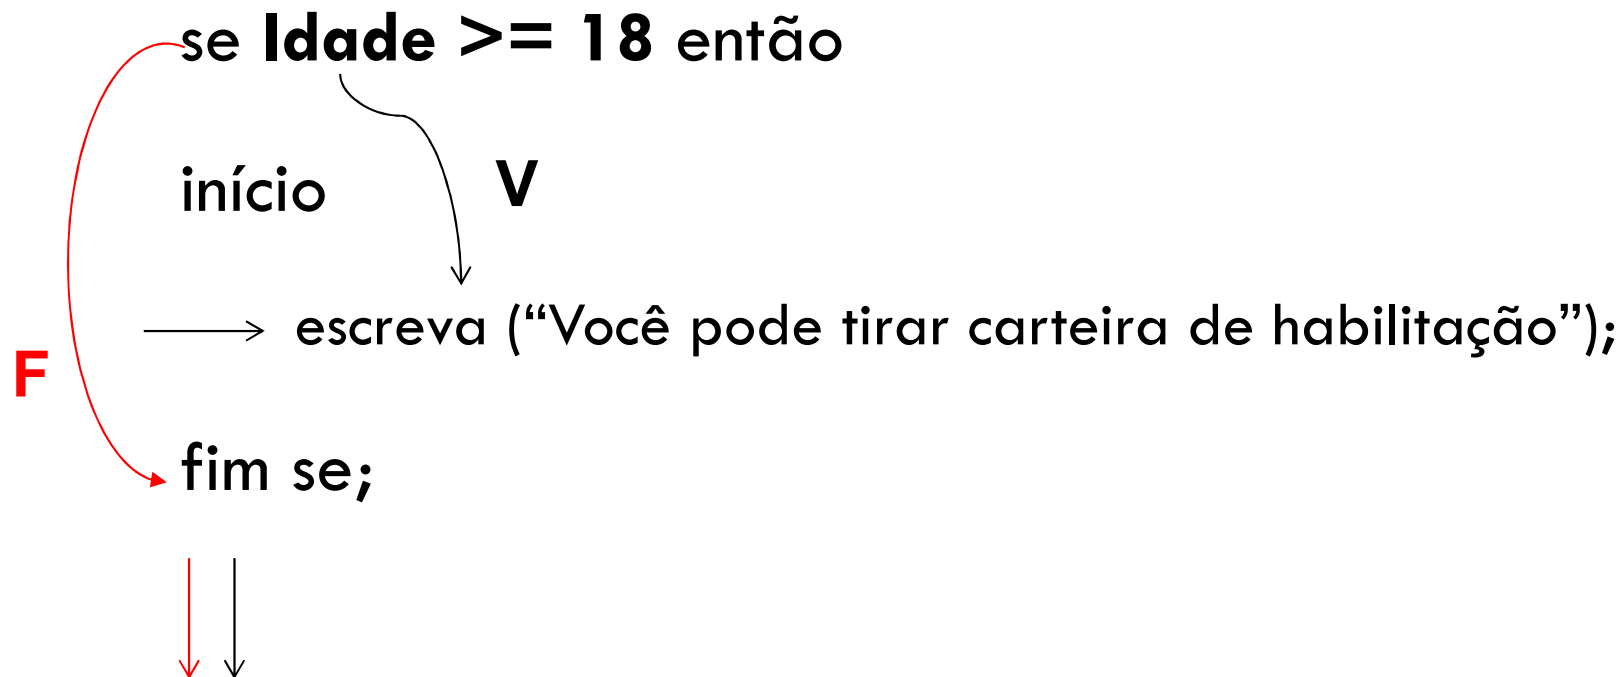 se Idade >= 18 então
início V
escreva (“Você pode tirar carteira de habilitação”);
F
fim se;